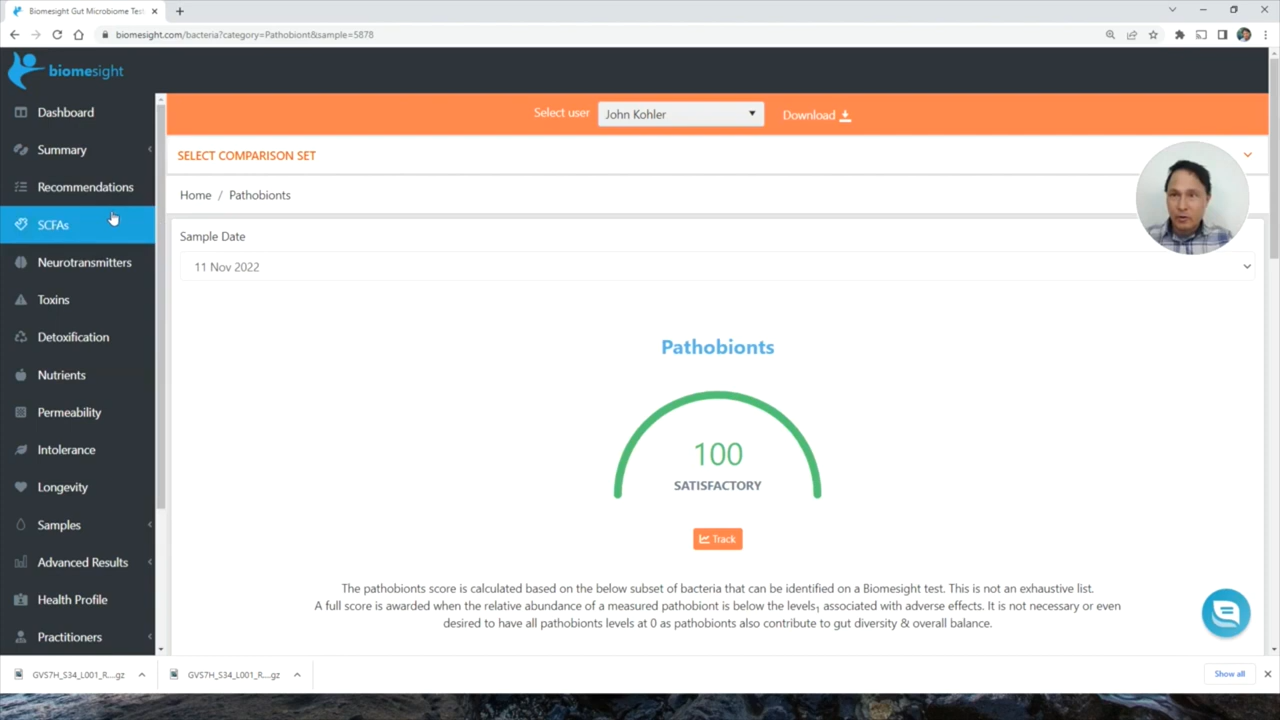 Biomesight Gut Microbiome Tes
biomesight.com/bacteria?category=Pathobiont&sample=5878
biomesight
Dashboard
Summary
Recommendations
SCFAs
Neurotransmitters
Toxins
Detoxification
Nutrients
Permeability
Intolerance
Longevity
Samples
Advanced Results
Health Profile
Practitioners
Select user
John Kohler
Download
SELECT COMPARISON SET
Home / Pathobionts
Sample Date
11 Nov 2022
Pathobionts
100
SATISFACTORY
Track
The pathobionts score is calculated based on the below subset of bacteria that can be identified on a Biomesight test. This is not an exhaustive list.
A full score is awarded when the relative abundance of a measured pathobiont is below the levels1 associated with adverse effects. It is not necessary or even
desired to have all pathobionts levels at 0 as pathobionts also contribute to gut diversity & overall balance.
GVS7H_S34_L001_R....gz
GVS7H_S34_L001_R....gz
Show all